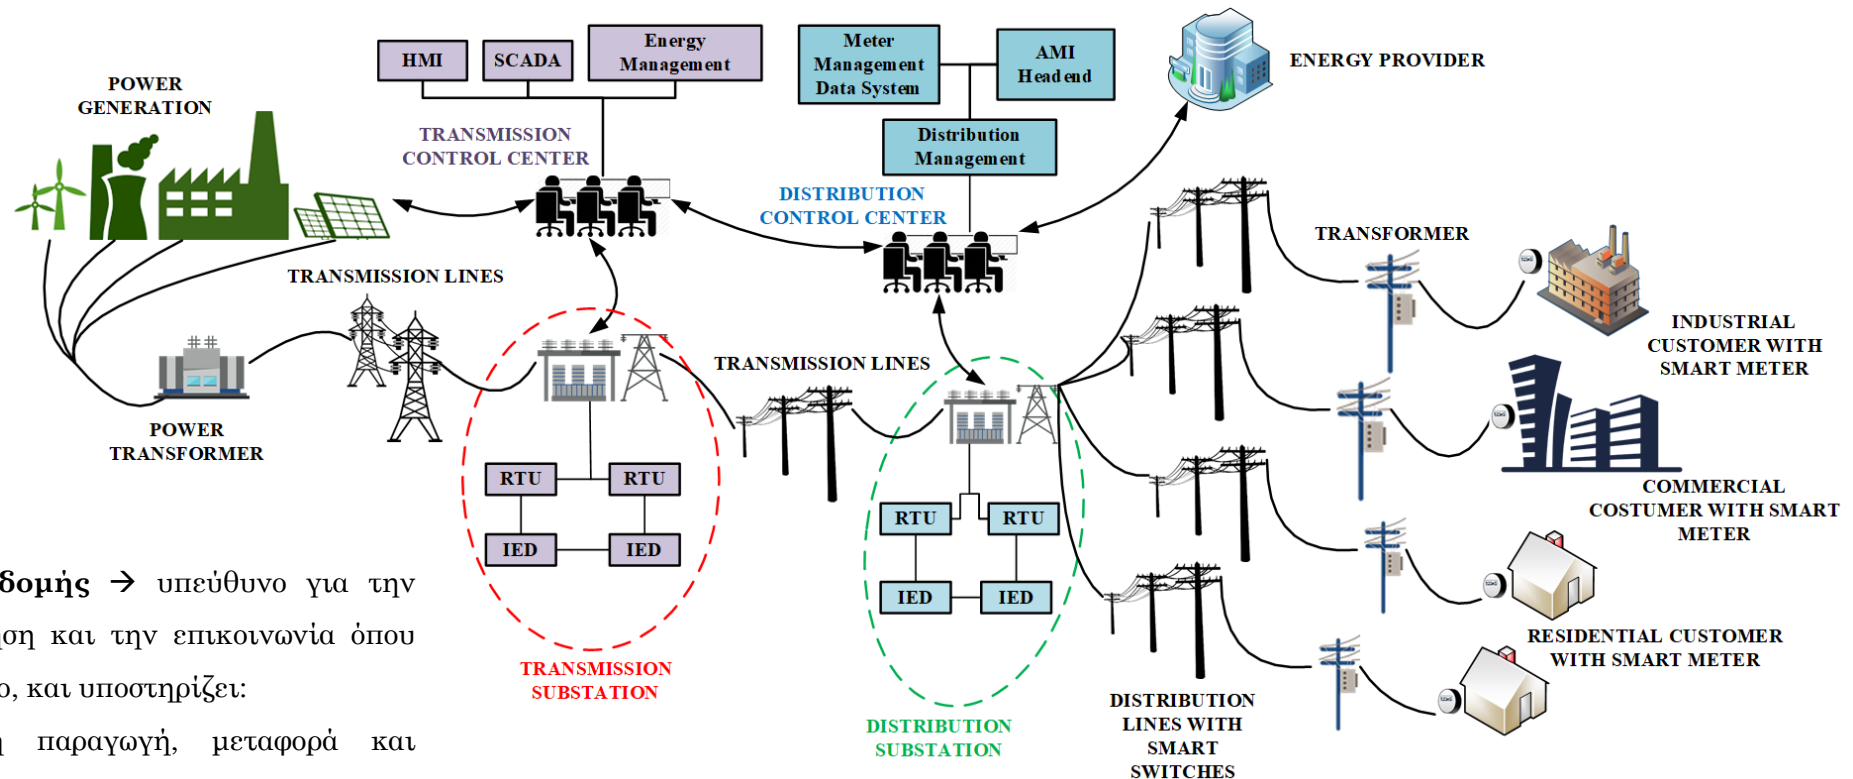 POWER
GENERATION
HMI
SCADA
Energy
Management
TRANSMISSION
CONTROL CENTER
Meter
Management
Data System
AMI
Headend
Distribution
Management
DISTRIBUTION
CONTROL CENTER
ENERGY PROVIDER
TRANSMISSION LINES
POWER
TRANSFORMER
RTU
RTU
IED
IED
TRANSMISSION
SUBSTATION
TRANSMISSION LINES
RTU
RTU
IED
IED
DISTRIBUTION
SUBSTATION
DISTRIBUTION
LINES WITH
SMART
SWITCHES
TRANSFORMER
INDUSTRIAL
CUSTOMER WITH
SMART METER
COMMERCIAL
COSTUMER WITH SMART
METER
RESIDENTIAL CUSTOMER
WITH SMART METER
δομής → υπεύθυνο για την
ηση και την επικοινωνία όπου
ο, και υποστηρίζει:
η παραγωγή, μεταφορά και